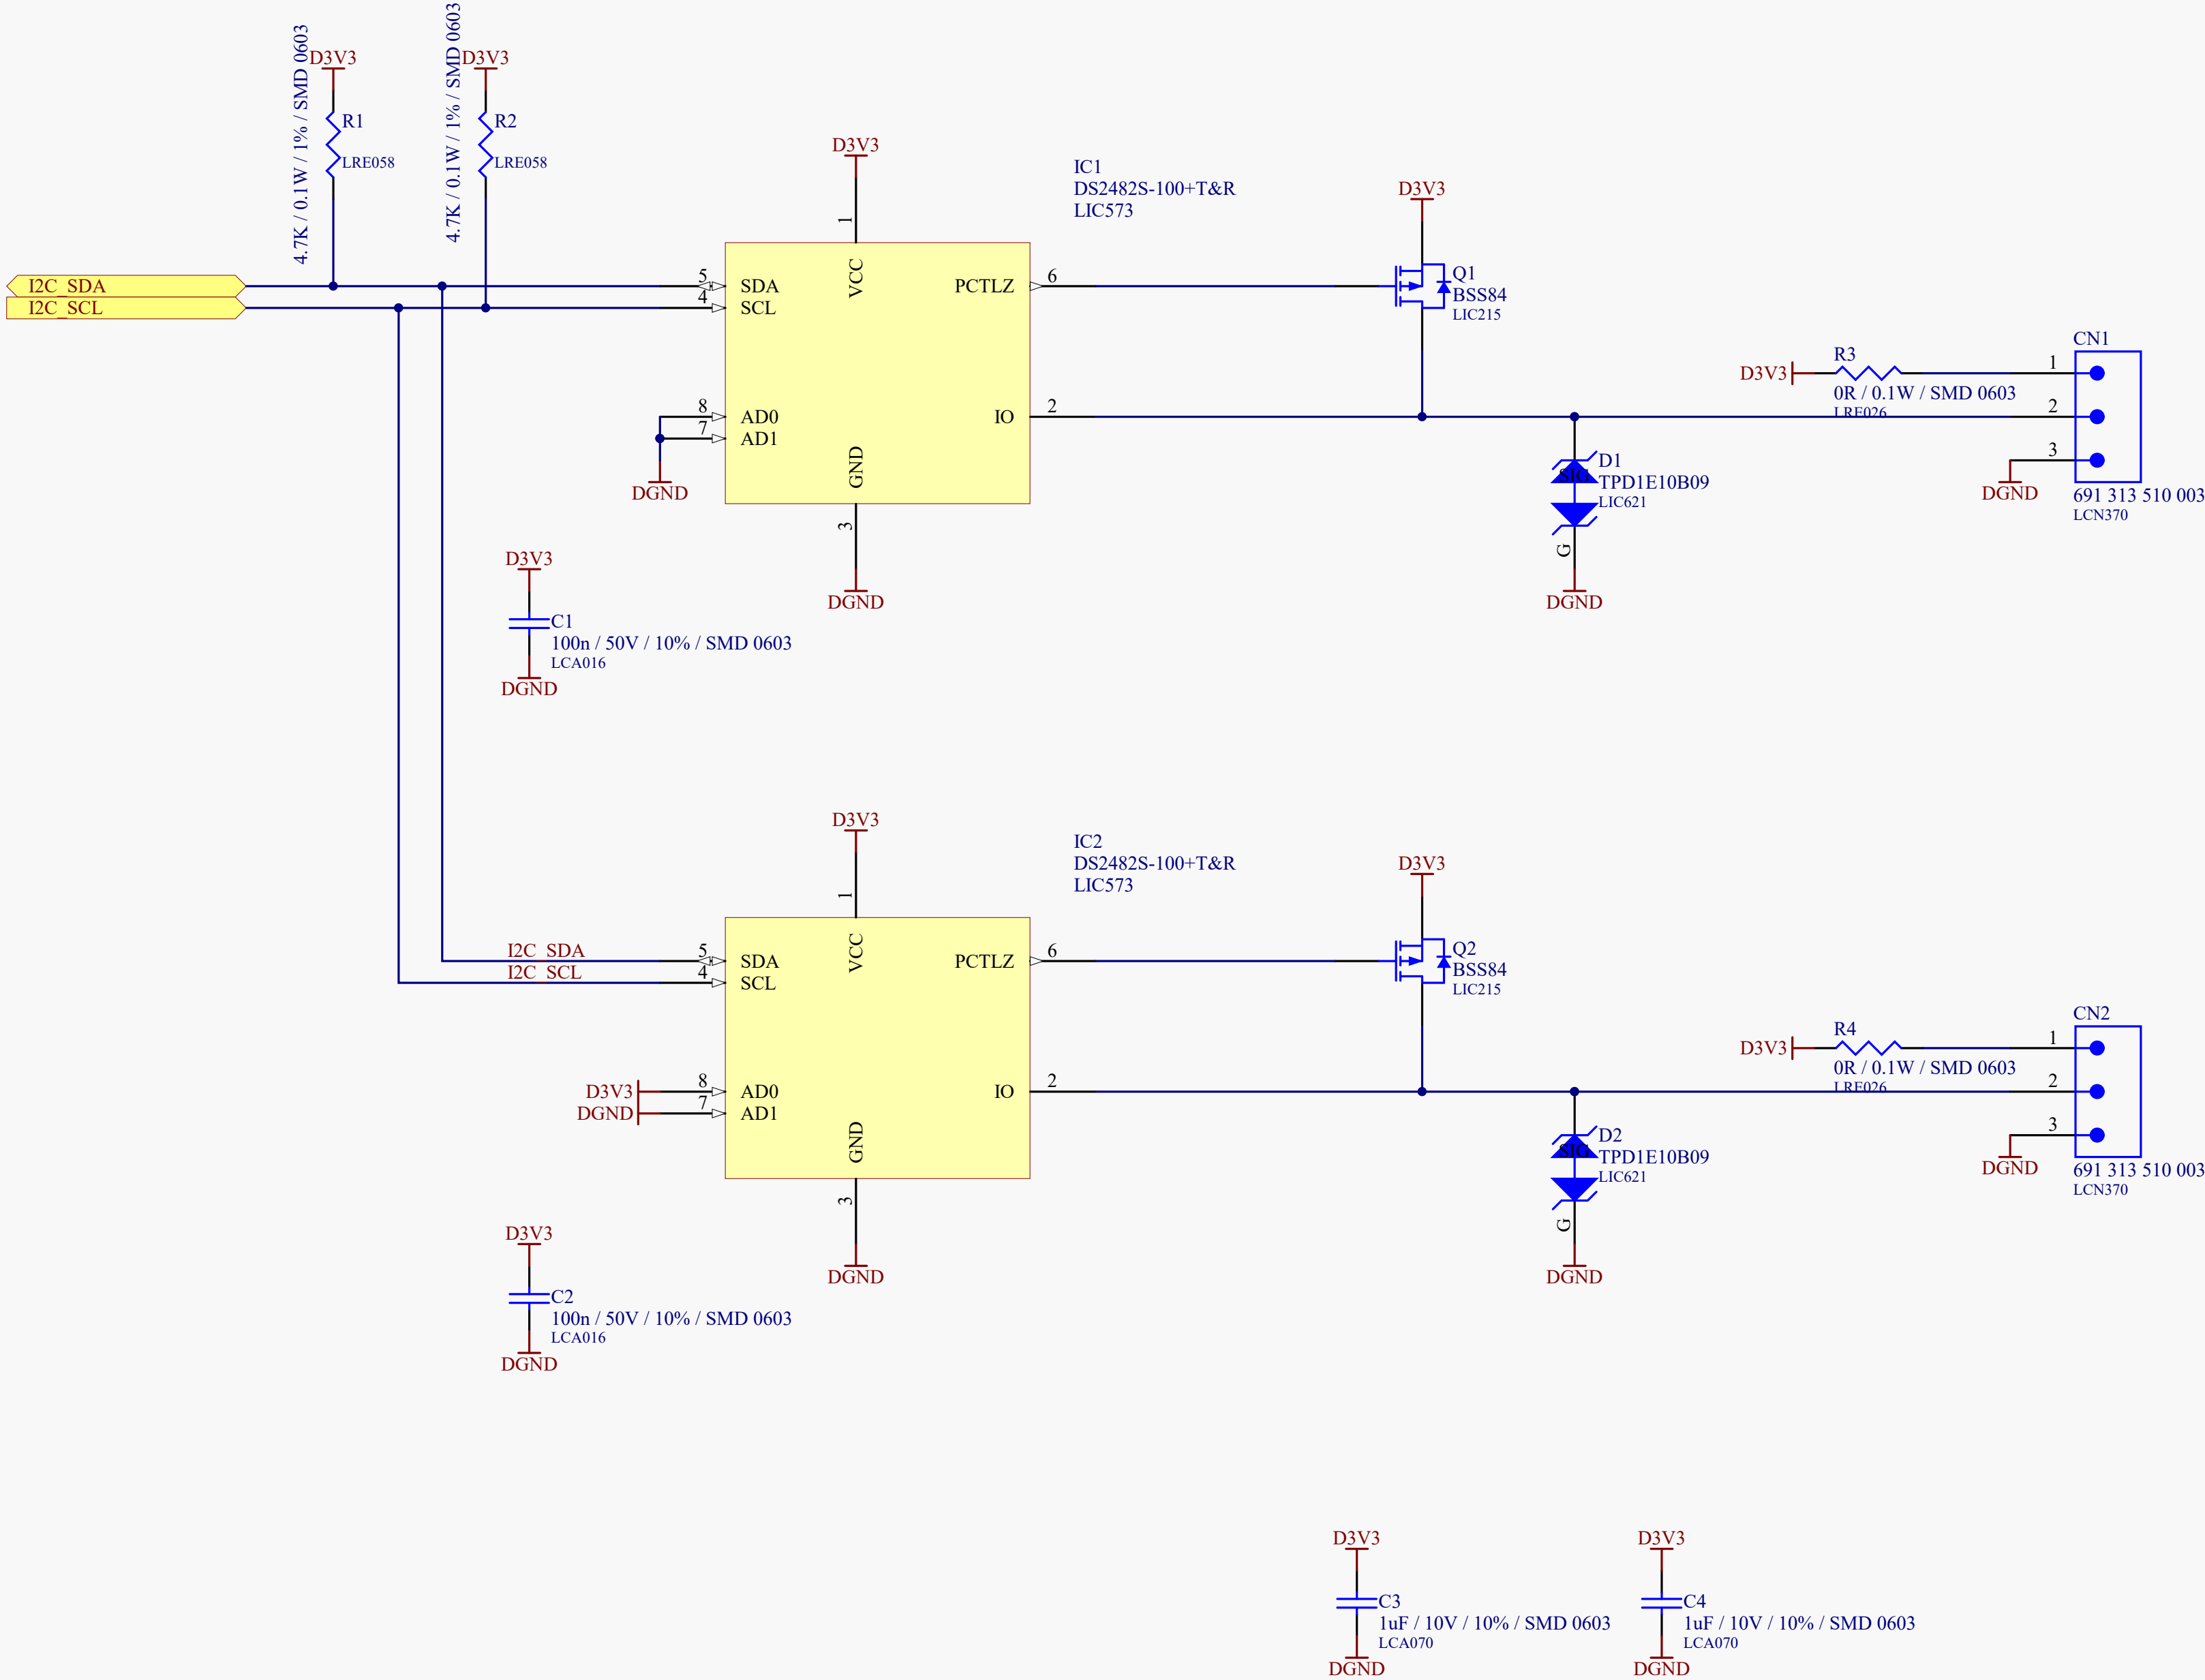 4.7K / 0.1W / 1% / SMD 0603
D3V3
R1
LRE058
4.7K / 0.1W / 1% / SMD 0603
D3V3
R2
LRE058
I2C_SDA
I2C_SCL
D3V3
1
VCC
5
SDA
4
SCL
8
AD0
7
AD1
DGND
PCTLZ
6
IO
2
GND
3
DGND
IC1
DS2482S-100+T&R
LIC573
D3V3
Q1
BSS84
LIC215
D3V3
R3
0R / 0.1W / SMD 0603
LRE026
CN1
1
2
3
DGND
691 313 510 003
LCN370
SIG
D1
TPD1E10B09
LIC621
G
DGND
D3V3
C1
100n / 50V / 10% / SMD 0603
LCA016
DGND
D3V3
1
VCC
I2C_SDA
5
SDA
I2C_SCL
4
SCL
D3V3
8
AD0
DGND
7
AD1
PCTLZ
6
IO
2
GND
3
DGND
IC2
DS2482S-100+T&R
LIC573
D3V3
Q2
BSS84
LIC215
D3V3
R4
0R / 0.1W / SMD 0603
LRE026
CN2
1
2
3
DGND
691 313 510 003
LCN370
SIG
D2
TPD1E10B09
LIC621
G
DGND
D3V3
C2
100n / 50V / 10% / SMD 0603
LCA016
DGND
D3V3
C3
1uF / 10V / 10% / SMD 0603
LCA070
DGND
D3V3
C4
1uF / 10V / 10% / SMD 0603
LCA070
DGND